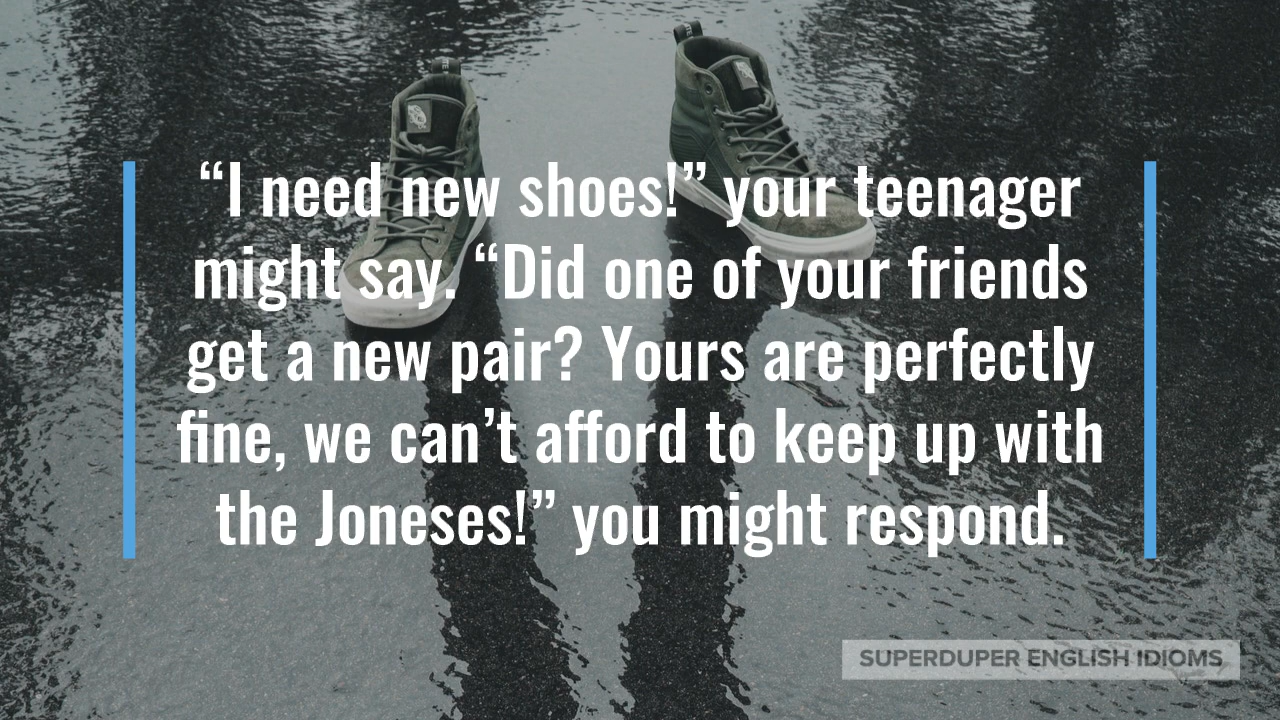 “I need new shoes!” your teenager
might say. “Did one of your friends
get a new pair? Yours are perfectly
fine, we can’t afford to keep up with
the Joneses!” you might respond.
SUPERDUPER ENGLISH IDIOMS